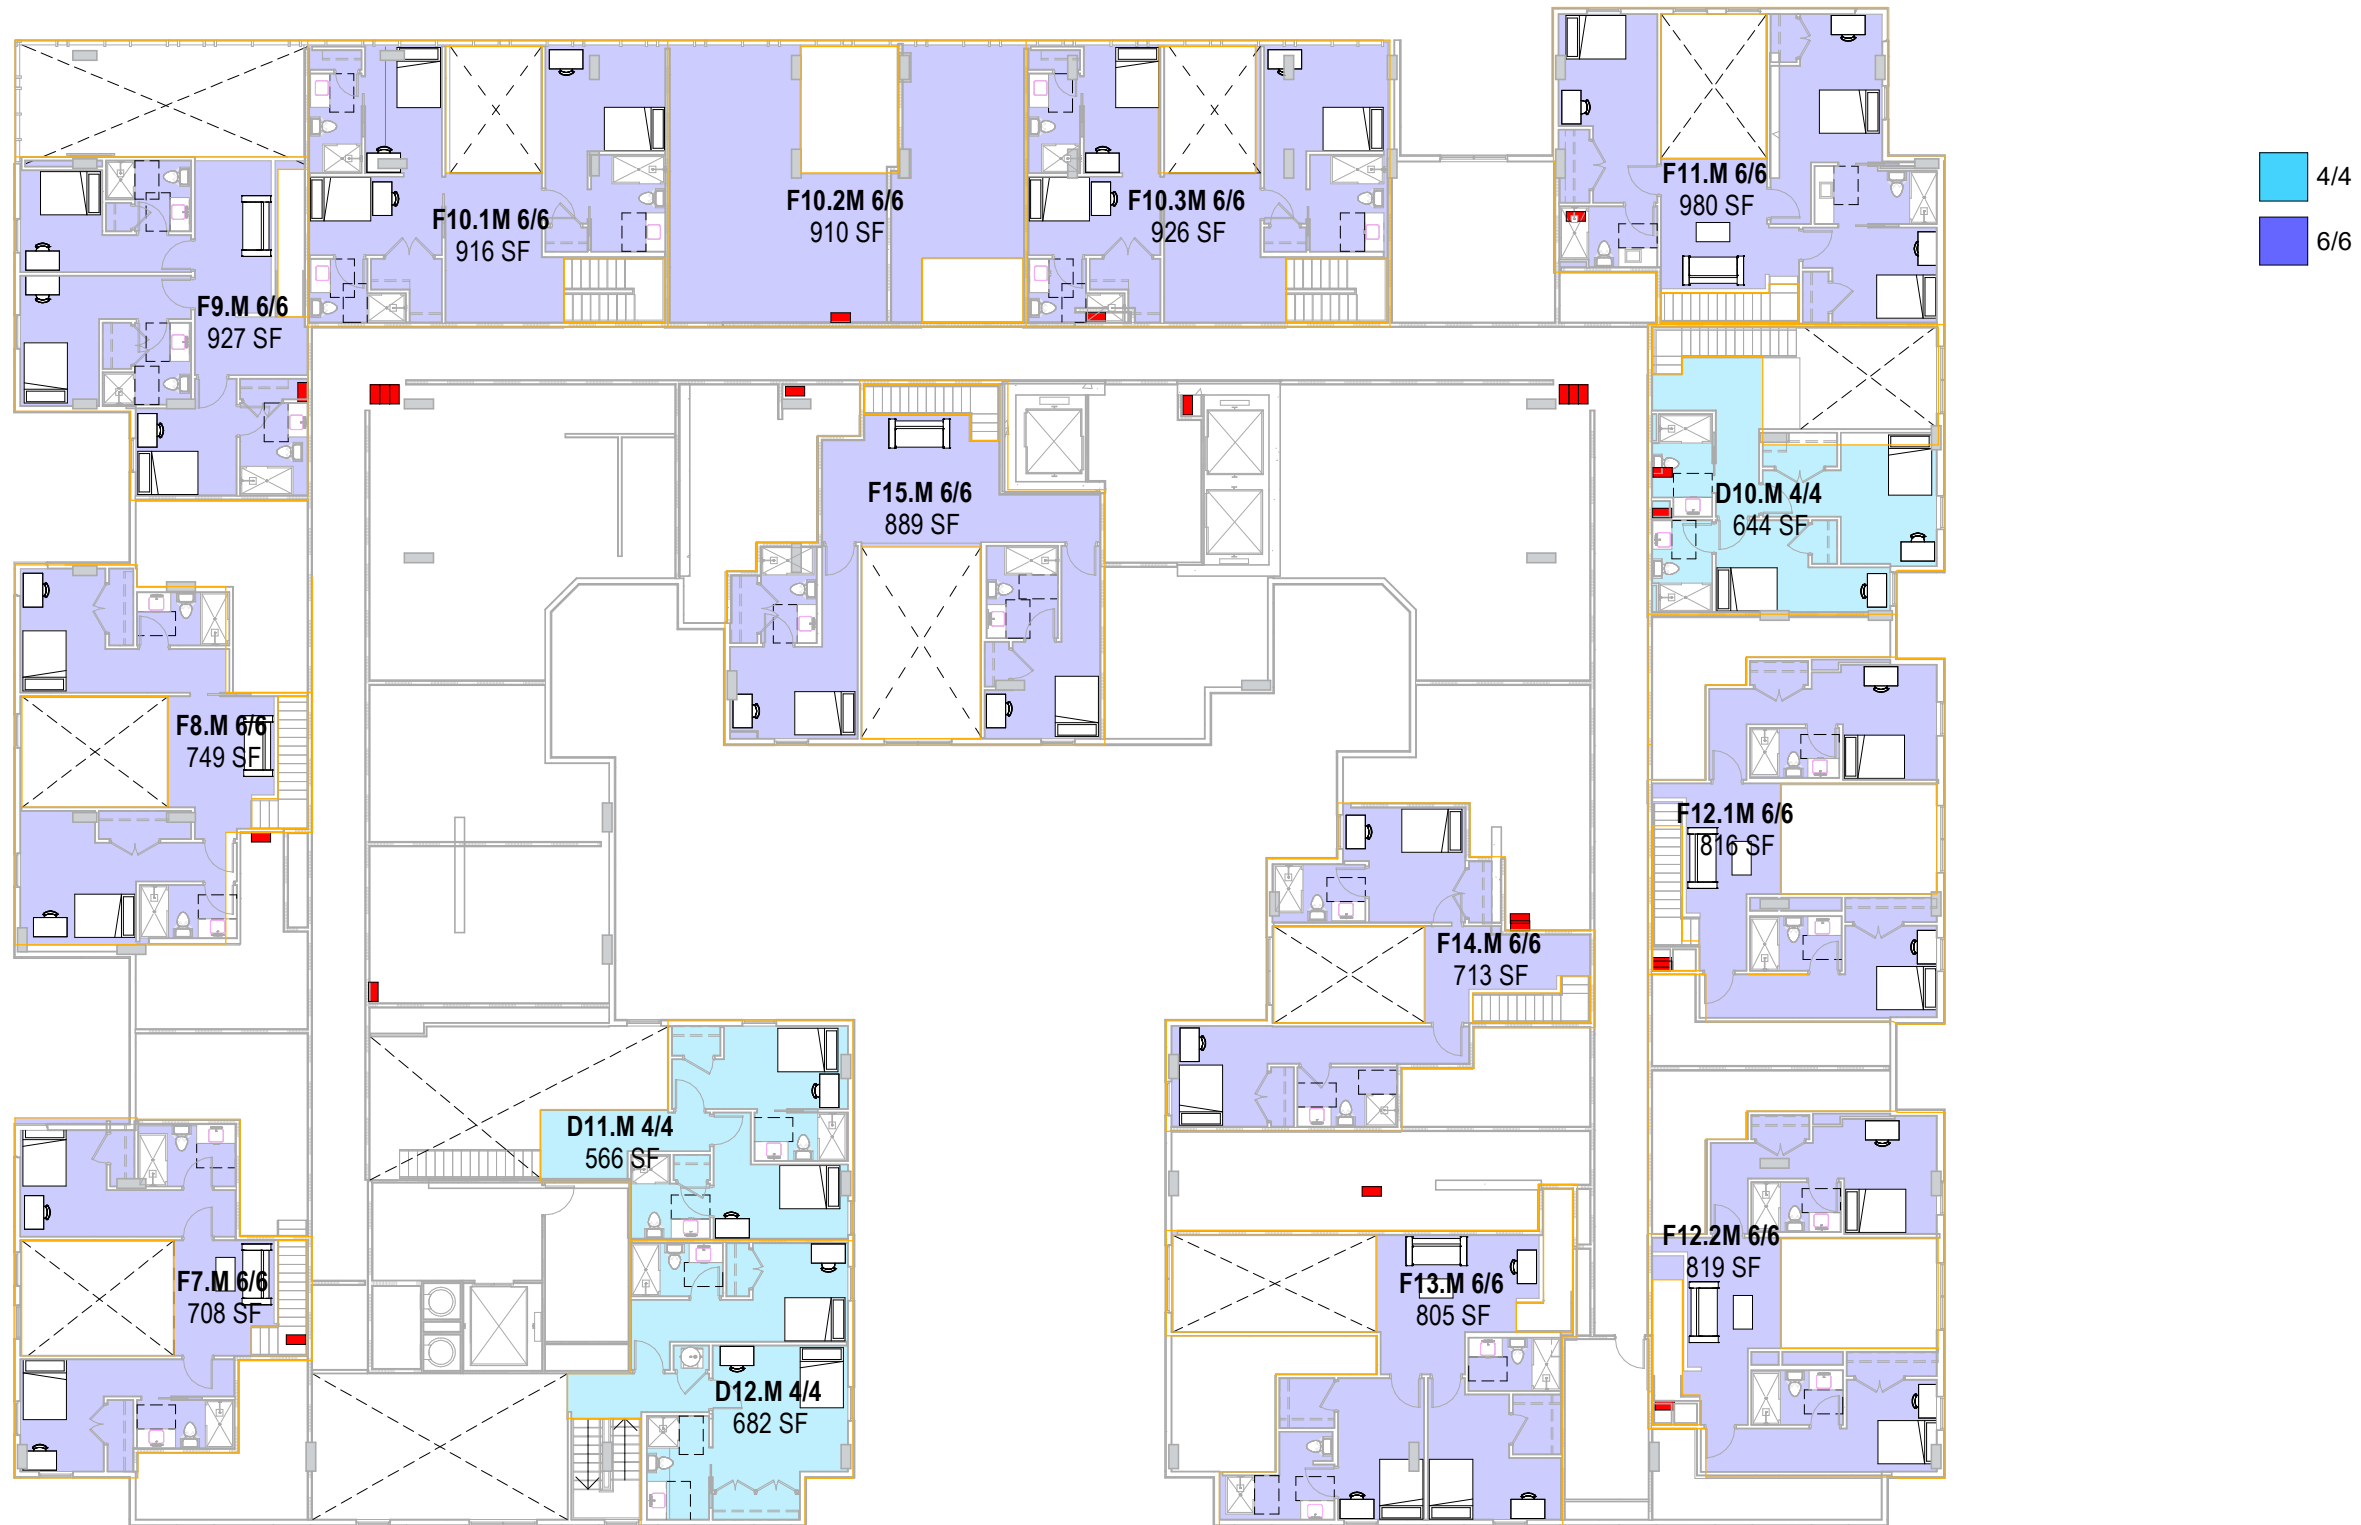 F11.M 6/6
980 SF
4/4
6/6
F10.1M 6/6
916 SF
F10.2M 6/6
910 SF
F10.3M 6/6
926 SF
F9.M 6/6
927 SF
F15.M 6/6
889 SF
D10.M 4/4
644 SF
F8.M 6/6
749 SF
F12.1M 6/6
816 SF
F14.M 6/6
713 SF
D11.M 4/4
566 SF
F12.2M 6/6
819 SF
F7.M 6/6
708 SF
F13.M 6/6
805 SF
D12.M 4/4
682 SF